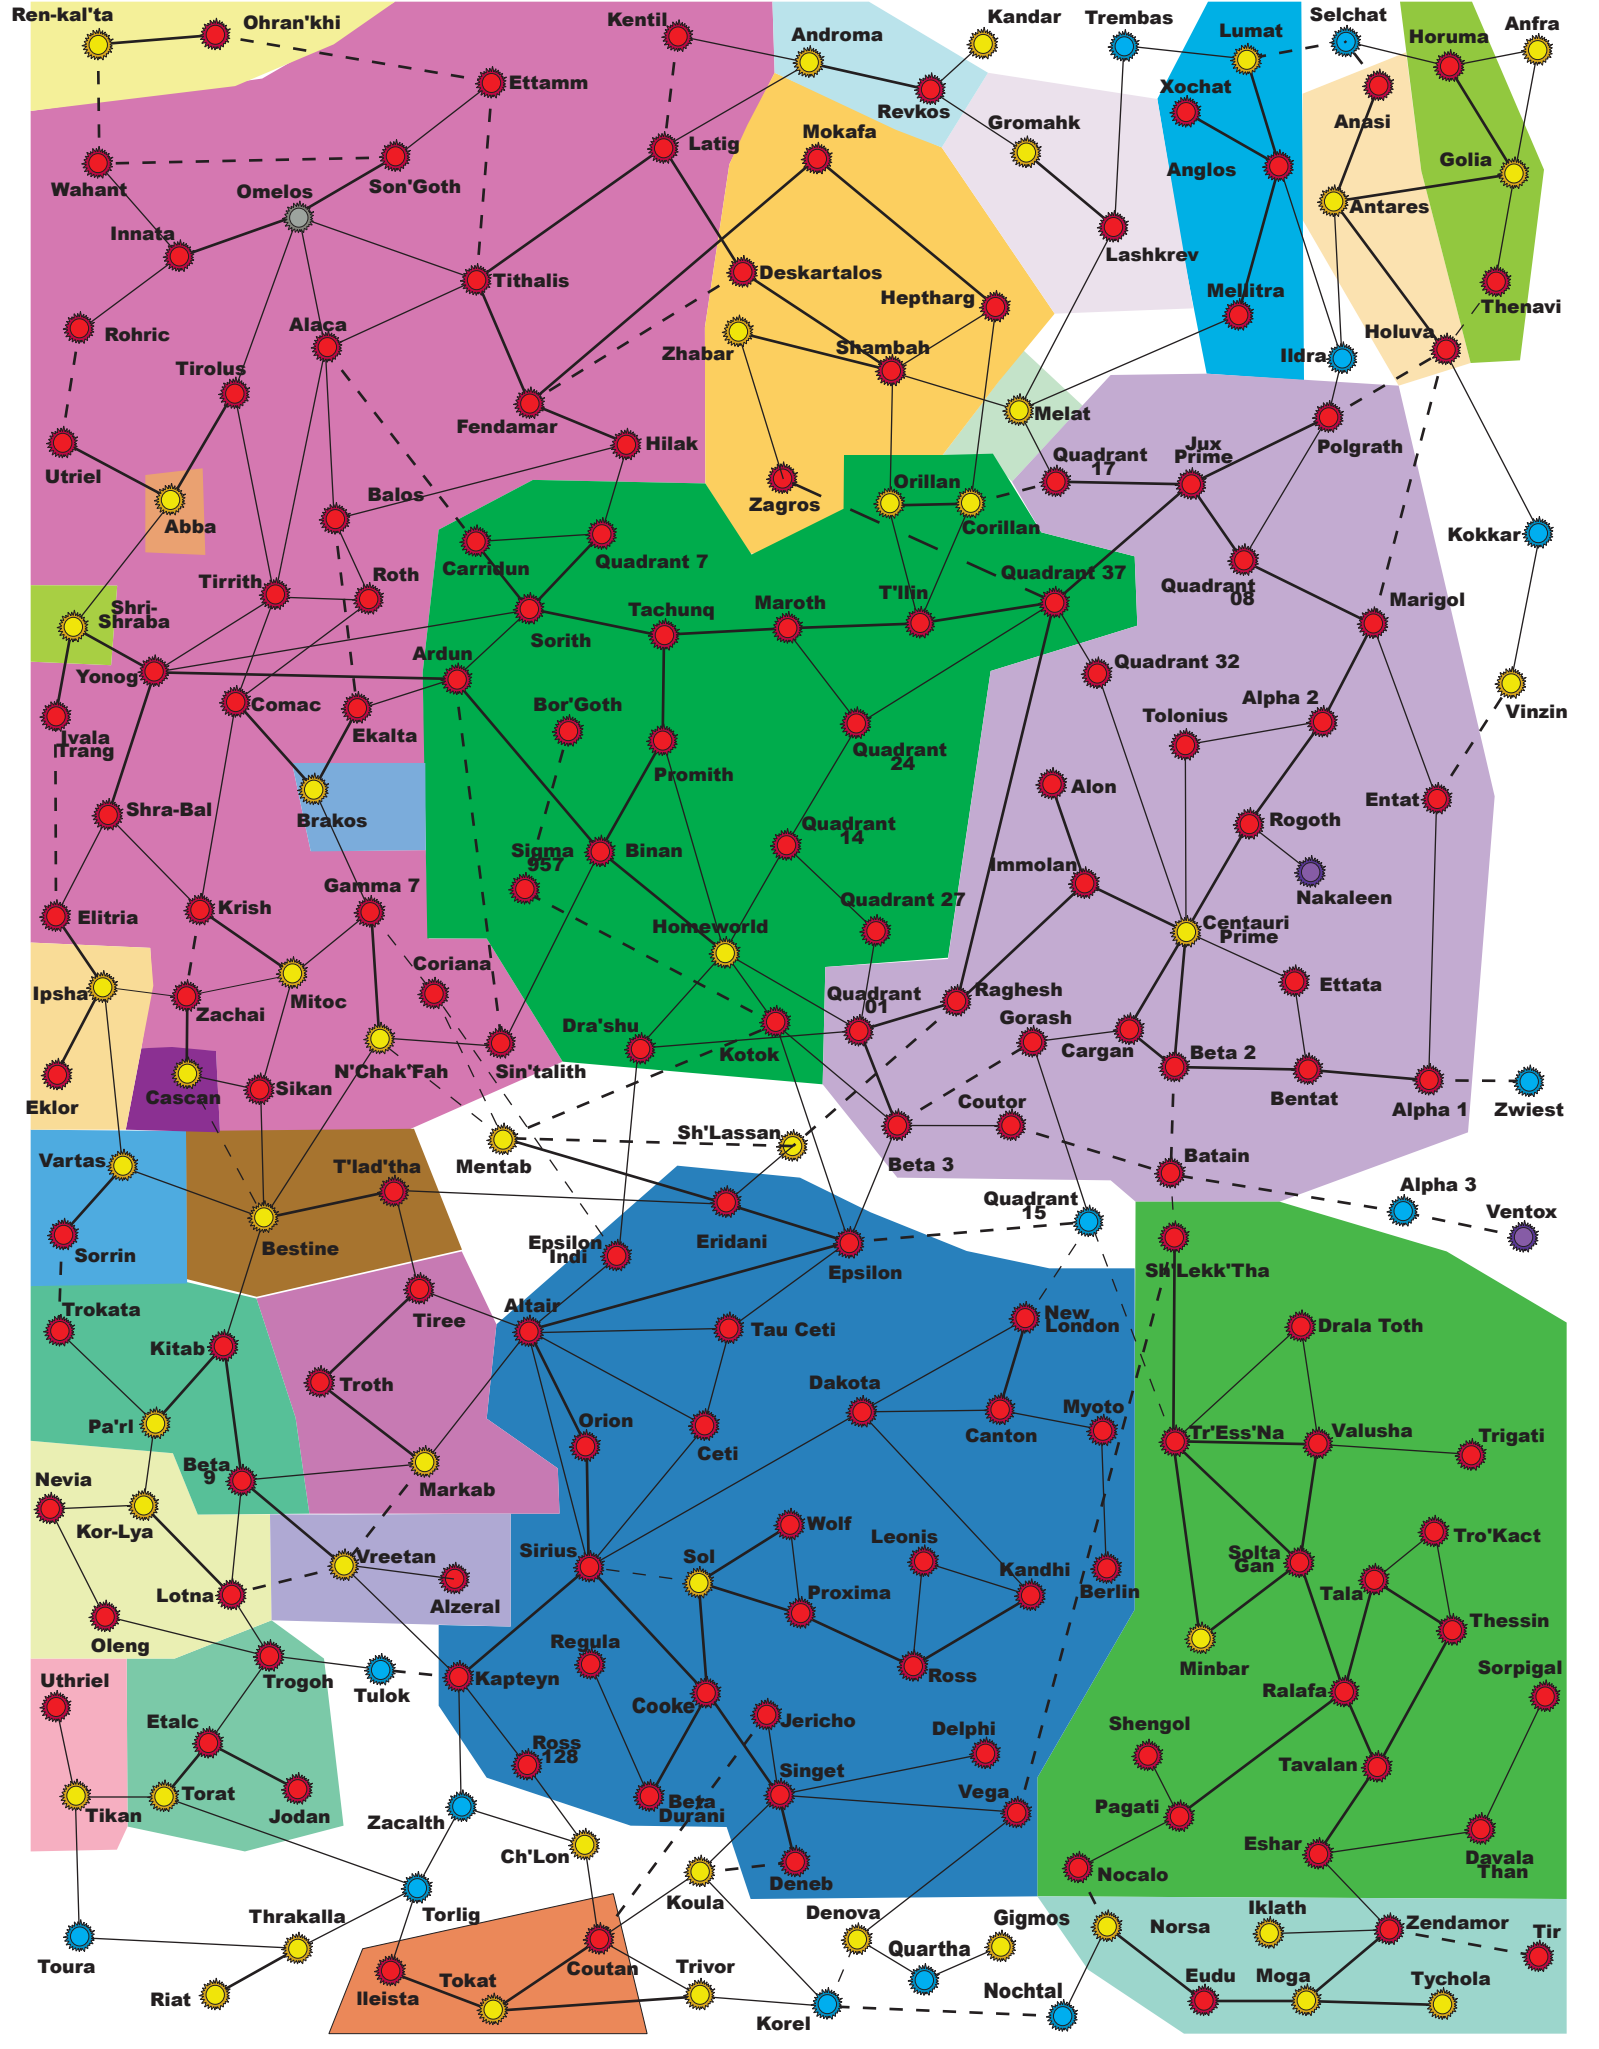 Ren-kal'ta
Ohran'khi
Kentil
Androma
Kandar
Trembas
Lumat
Selchat
Horuma
Anfra
Ettamm
Revkos
Xochat
Anasi
Wahant
Son'Goth
Omelos
Latig
Mokafa
Gromahk
Anglos
Golia
Antares
Innata
Tithalis
Deskartalos
Heptharg
Lashkrev
Mellitra
Thenavi
Rohric
Alaca
Zhabar
Shambah
Ildra
Holuva
Tirolus
Fendamar
Hilak
Melat
Polgrath
Utriel
Abba
Balos
Zagros
Orillan
Corillan
Quadrant
17
Jux
Prime
Kokkar
Carridun
Quadrant 7
Tirrith
Roth
T'llin
Quadrant 37
Quadrant
08
Marigol
Shri-
Shraba
Sorith
Tachunq
Maroth
Yonog
Ardun
Quadrant 32
Comac
Ekalta
Bor'Goth
Promith
Quadrant
24
Tolonius
Alpha 2
Vinzin
Ivala
Trang
Brakos
Alon
Entat
Shra-Bal
Sigma
957
Binan
Quadrant
14
Rogoth
Gamma 7
Immolan
Nakaleen
Elitria
Krish
Quadrant 27
Homeworld
Centauri
Prime
Ipsha
Zachai
Mitoc
Coriana
Quadrant
01
Raghesh
Ettata
Dra'shu
Kotok
Gorash
Cargan
Beta 2
Eklor
Cascan
Sikan
N'Chak'Fah
Sin'talith
Bentat
Alpha 1
Zwiest
Coutor
Sh'Lassan
Mentab
Beta 3
Vartas
T'lad'tha
Batain
Sorrin
Bestine
Epsilon
Indi
Eridani
Epsilon
Quadrant
15
Alpha 3
Ventox
Sh'Lekk'Tha
Trokata
Kitab
Tiree
Altair
Tau Ceti
New
London
Drala Toth
Troth
Dakota
Pa'rl
Orion
Ceti
Canton
Myoto
Tr'Ess'Na
Valusha
Trigati
Nevia
Beta
9
Markab
Kor-Lya
Vreetan
Sirius
Sol
Wolf
Leonis
Kandhi
Berlin
Solta
Gan
Tro'Kact
Tala
Lotna
Alzeral
Proxima
Thessin
Oleng
Regula
Ross
Minbar
Uthriel
Trogoh
Tulok
Kapteyn
Cooke
Ralafa
Sorpigal
Etalc
Jericho
Delphi
Shengol
Ross
128
Tikan
Torat
Jodan
Zacalth
Beta
Durani
Singet
Vega
Pagati
Tavalan
Ch'Lon
Koula
Deneb
Nocalo
Eshar
Davala
Than
Torlig
Thrakalla
Toura
Denova
Gigmos
Norsa
Iklath
Zendamor
Tir
Quartha
Coutan
Riat
Ileista
Tokat
Trivor
Korel
Nochtal
Eudu
Moga
Tychola